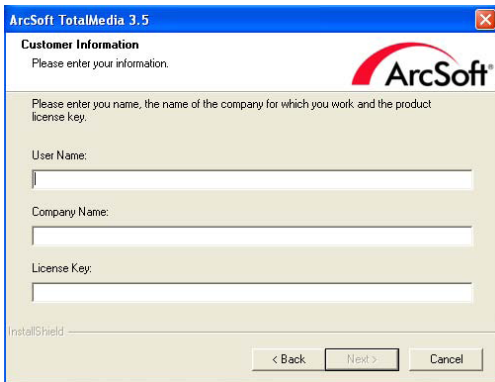 ArcSoft TotalMedia 3.5
Customer Information
Please enter your information.
ArcSoft®
Please enter you name, the name of the company for which you work and the product
license key.
User Name:
Company Name:
License Key:
InstallShield
< Back
Next >
Cancel